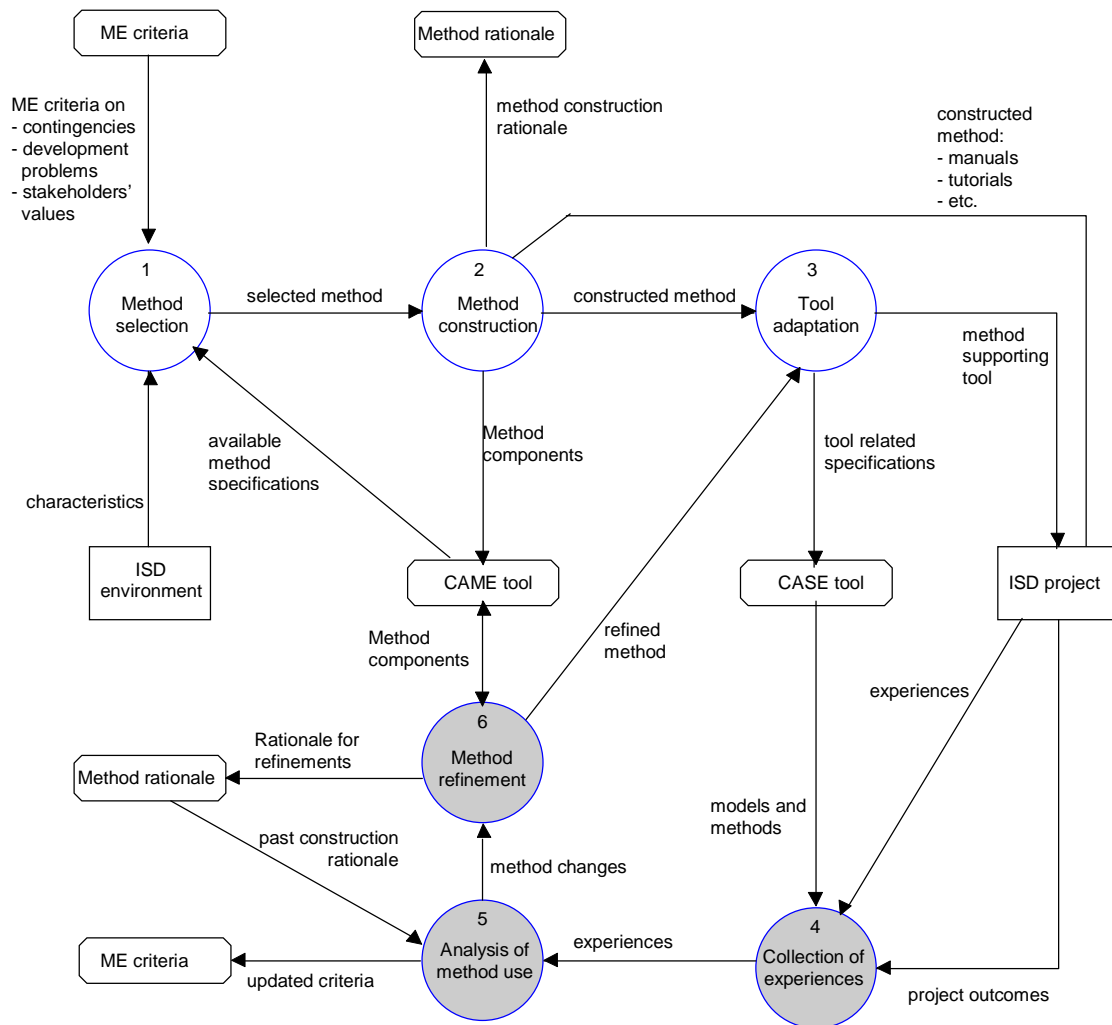 ME criteria
Method rationale
ME criteria on
- contingencies
- development
problems
- stakeholders'
values
method construction
rationale
constructed
method:
- manuals
- tutorials
- etc.
1
Method
selection
selected method
2
Method
construction
constructed method
3
Tool
adaptation
method
supporting
tool
available
method
specifications
Method
components
tool related
specifications
characteristics
ISD
environment
CAME tool
CASE tool
ISD project
Method
components
refined
method
experiences
6
Method
refinement
Rationale for
refinements
Method rationale
models and
methods
past construction
rationale
method changes
5
Analysis of
method use
experiences
4
Collection of
experiences
ME criteria
updated criteria
project outcomes